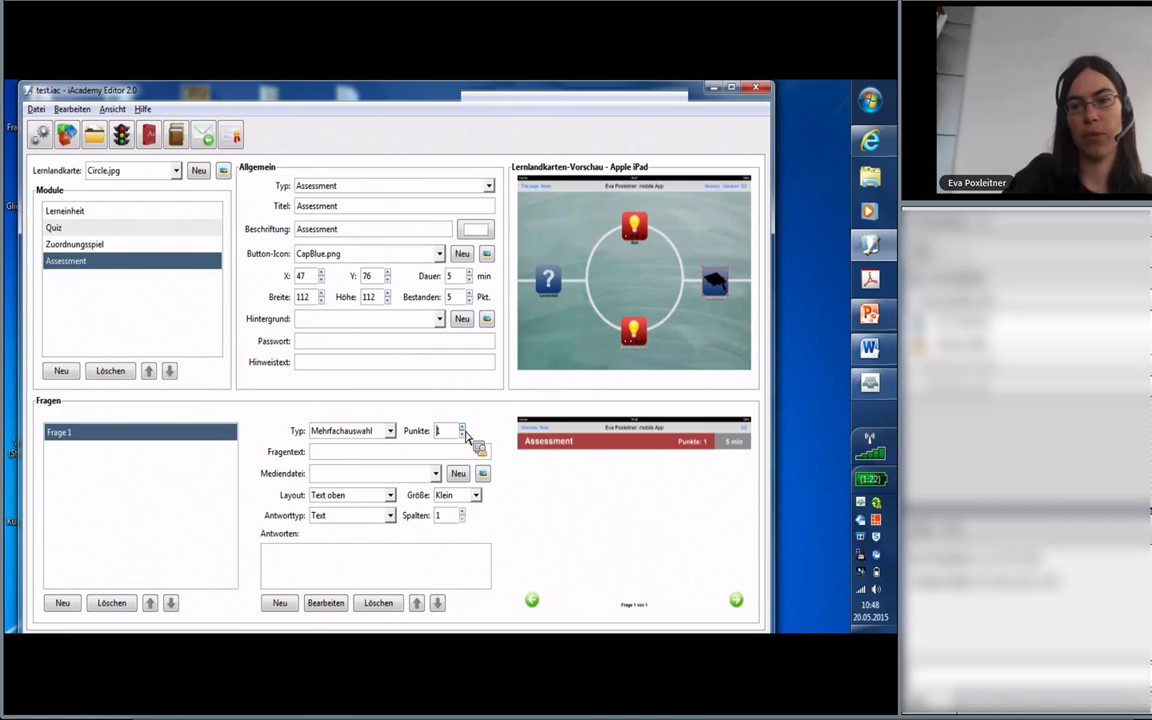 test.iac - iAcademy Editor 2.0
Datei Bearbeiten Ansicht Hilfe
Lernlandkarte: Circle.jpg Neu
Module
Lerneinheit
Quiz
Zuordnungsspiel
Assessment
Neu Löschen
Allgemein
Typ: Assessment
Titel: Assessment
Beschriftung: Assessment
Button-Icon: CapBlue.png Neu
X: 47 Y: 76 Dauer: 5 min
Breite: 112 Höhe: 112 Bestanden: 5 Pkt.
Hintergrund: Neu
Passwort:
Hinweistext:
Lernlandkarten-Vorschau - Apple iPad
Eva Poxleitner: mobile App
Fragen
Frage 1
Neu Löschen
Typ: Mehrfachauswahl Punkte: 1
Fragentext:
Mediendatei: Neu
Layout: Text oben Größe: Klein
Antworttyp: Text Spalten: 1
Antworten:
Neu Bearbeiten Löschen
Eva Poxleitner: mobile App
Assessment Punkte: 1 5 min
Frage 1 von 1
Eva Poxleitner
(1:22)
10:48
20.05.2015